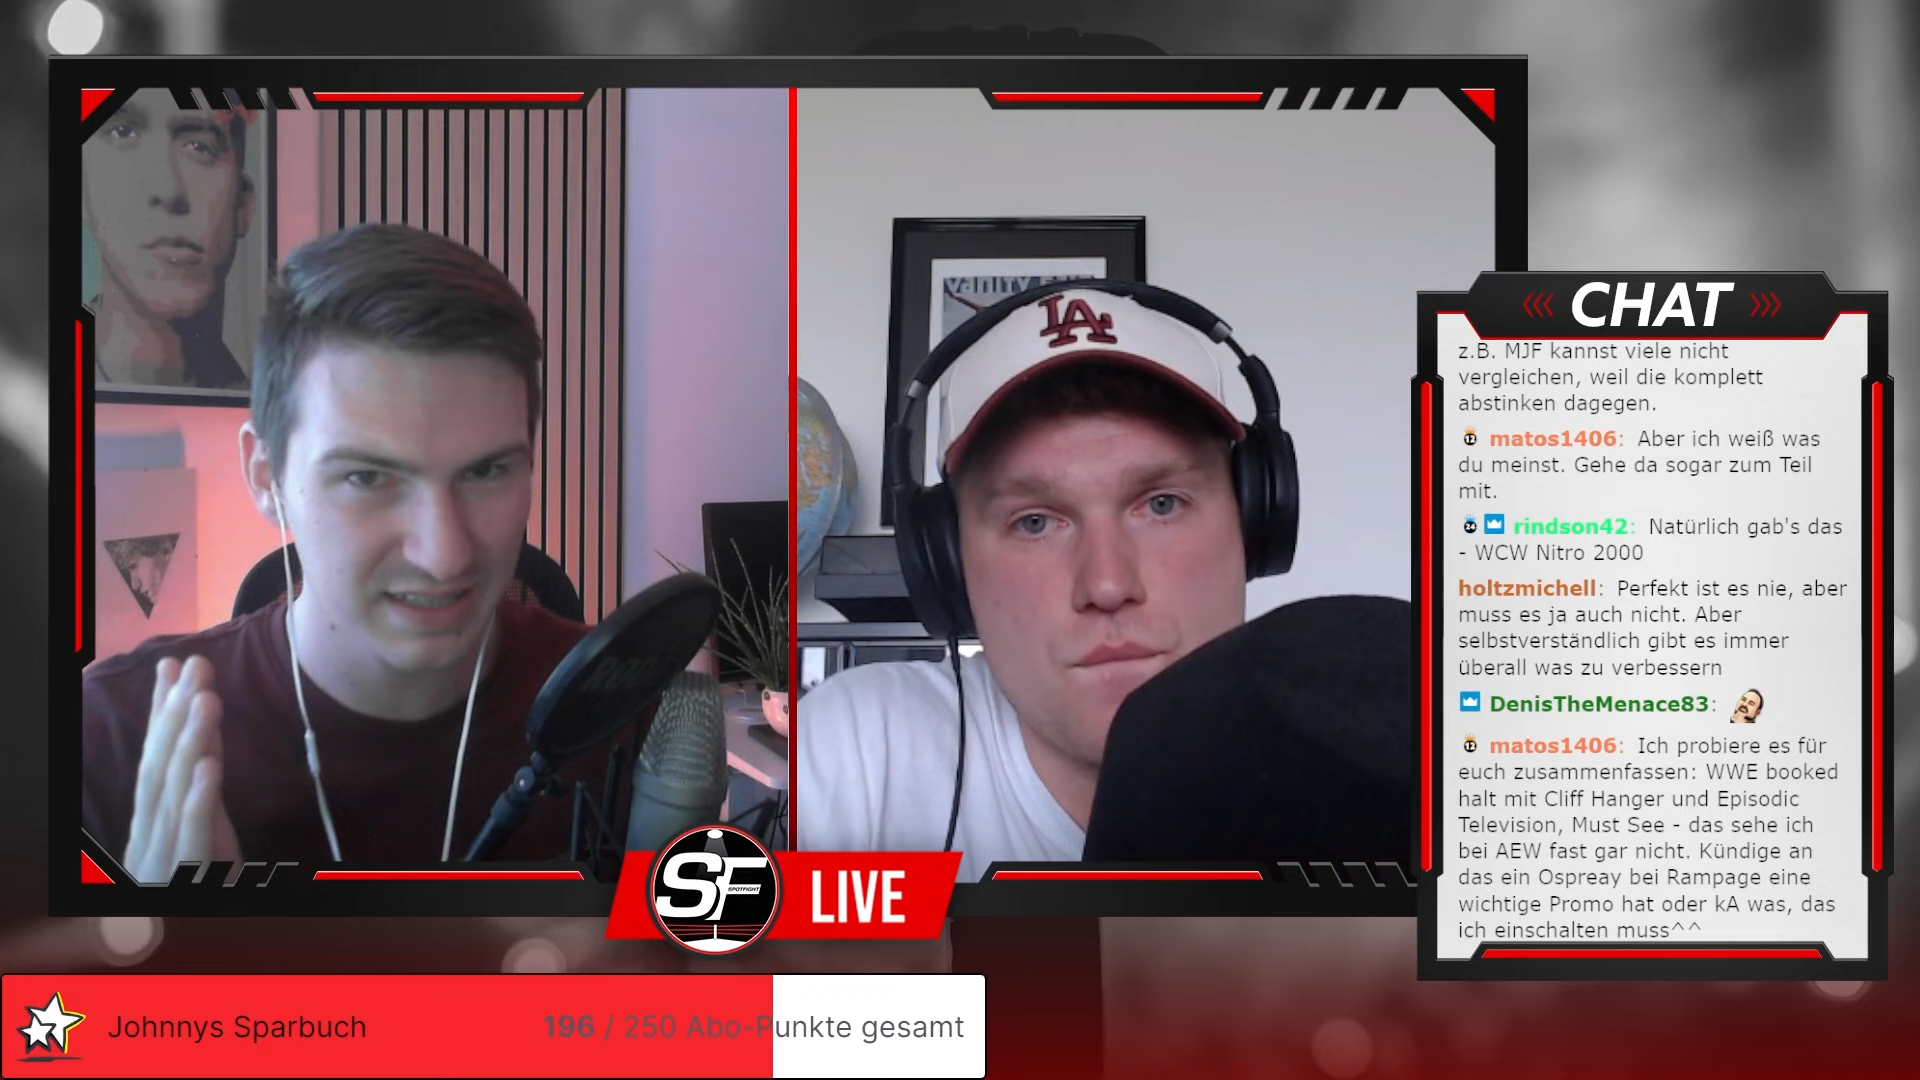 VANITY
LA
CHAT
z.B. MJF kannst viele nicht
vergleichen, weil die komplett
abstinken dagegen.
12 matos1406: Aber ich weiß was
du meinst. Gehe da sogar zum Teil
mit.
24 rindson42: Natürlich gab's das
- WCW Nitro 2000
holtzmichell: Perfekt ist es nie, aber
muss es ja auch nicht. Aber
selbstverständlich gibt es immer
überall was zu verbessern
DenisTheMenace83:
12 matos1406: Ich probiere es für
euch zusammenfassen: WWE booked
halt mit Cliff Hanger und Episodic
Television, Must See - das sehe ich
bei AEW fast gar nicht. Kündige an
das ein Ospreay bei Rampage eine
wichtige Promo hat oder kA was, das
ich einschalten muss^^
SF
SPOTFIGHT
LIVE
Johnnys Sparbuch
196 / 250 Abo-Punkte gesamt